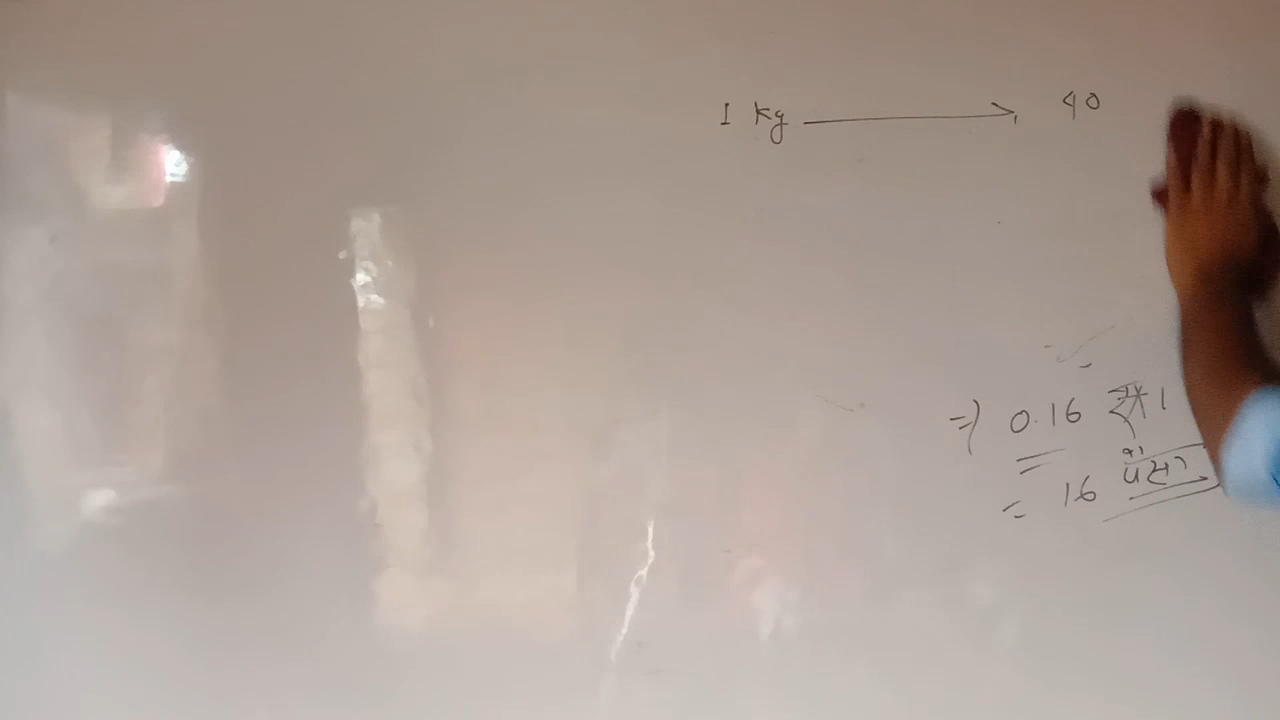 1 kg → 40
⇒ 0.16
= 16 पैसा